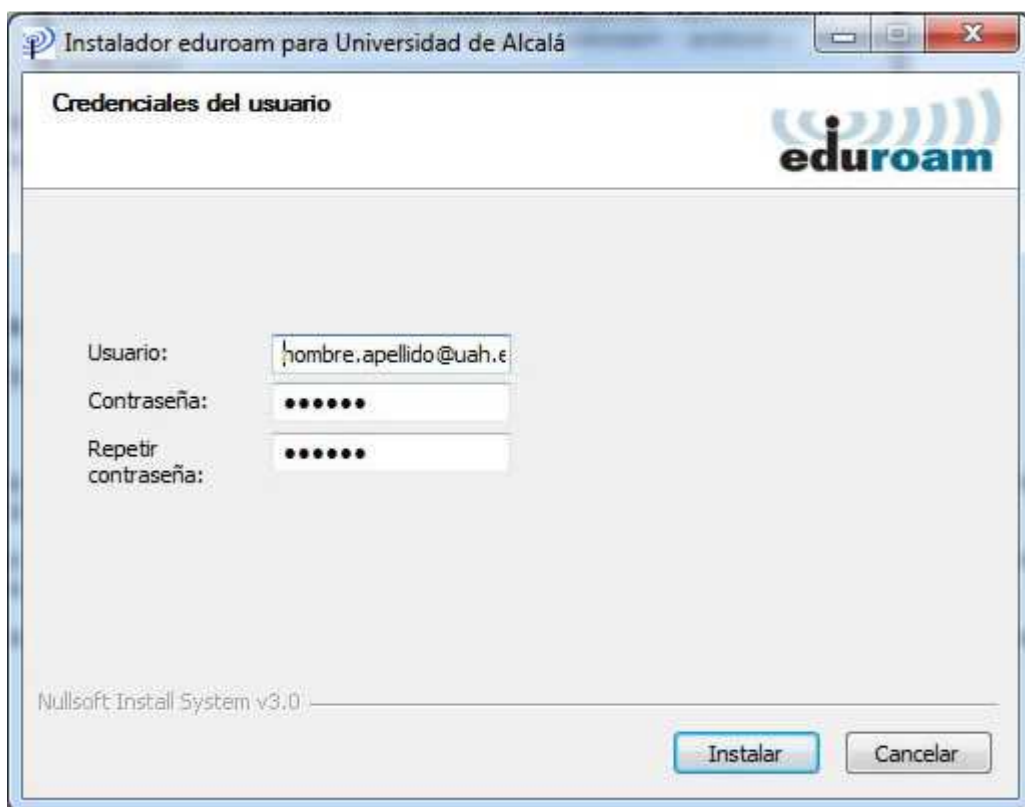 Instalador eduroam para Universidad de Alcalá
Credenciales del usuario
eduroam
Usuario:
nombre.apellido@uah.e
Contraseña:
••••••
Repetir
contraseña:
••••••
Nullsoft Install System v3.0
Instalar
Cancelar